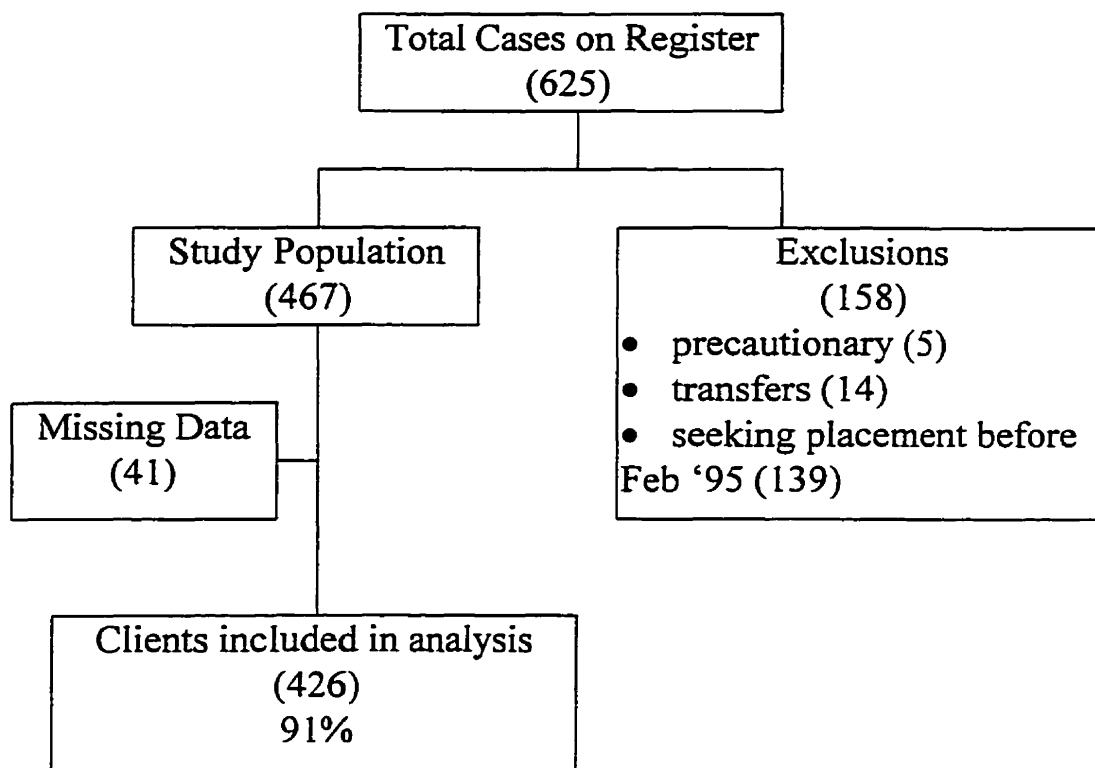 Total Cases on Register
(625)
Study Population
(467)
Exclusions
(158)
• precautionary (5)
• transfers (14)
• seeking placement before
Feb ‘95 (139)
Missing Data
(41)
Clients included in analysis
(426)
91%